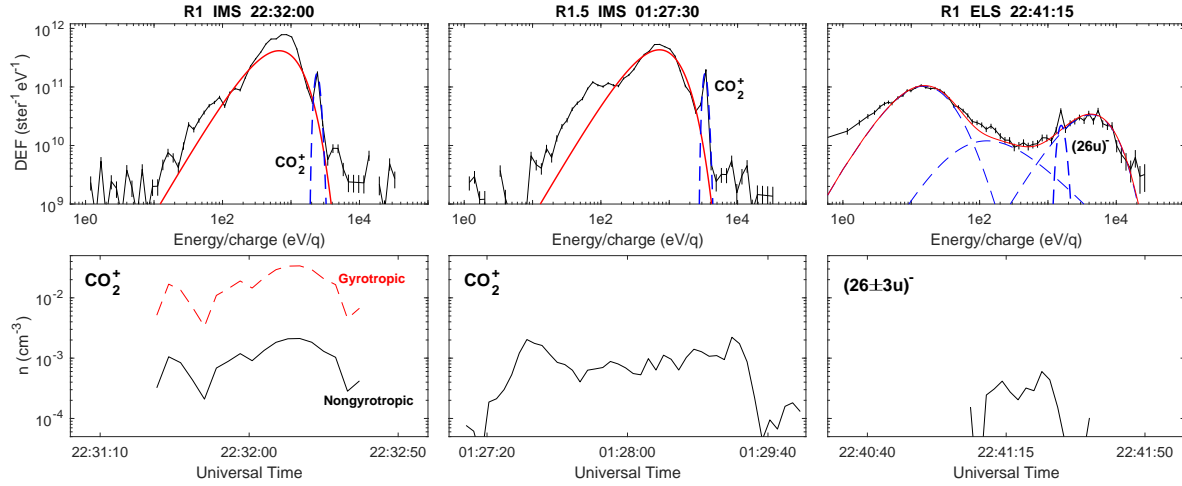 R1 IMS 22:32:00
R1.5 IMS 01:27:30
R1 ELS 22:41:15
DEF (ster⁻¹ eV⁻¹)
10¹²
10¹¹
10¹⁰
10⁹
CO₂⁺
CO₂⁺
(26u)⁻
1e0 1e2 1e4
1e0 1e2 1e4
1e0 1e2 1e4
Energy/charge (eV/q)
Energy/charge (eV/q)
Energy/charge (eV/q)
n (cm⁻³)
10⁻²
10⁻³
10⁻⁴
CO₂⁺
Gyrotropic
Nongyrotropic
CO₂⁺
(26±3u)⁻
22:31:10 22:32:00 22:32:50
01:27:20 01:28:00 01:29:40
22:40:40 22:41:15 22:41:50
Universal Time
Universal Time
Universal Time